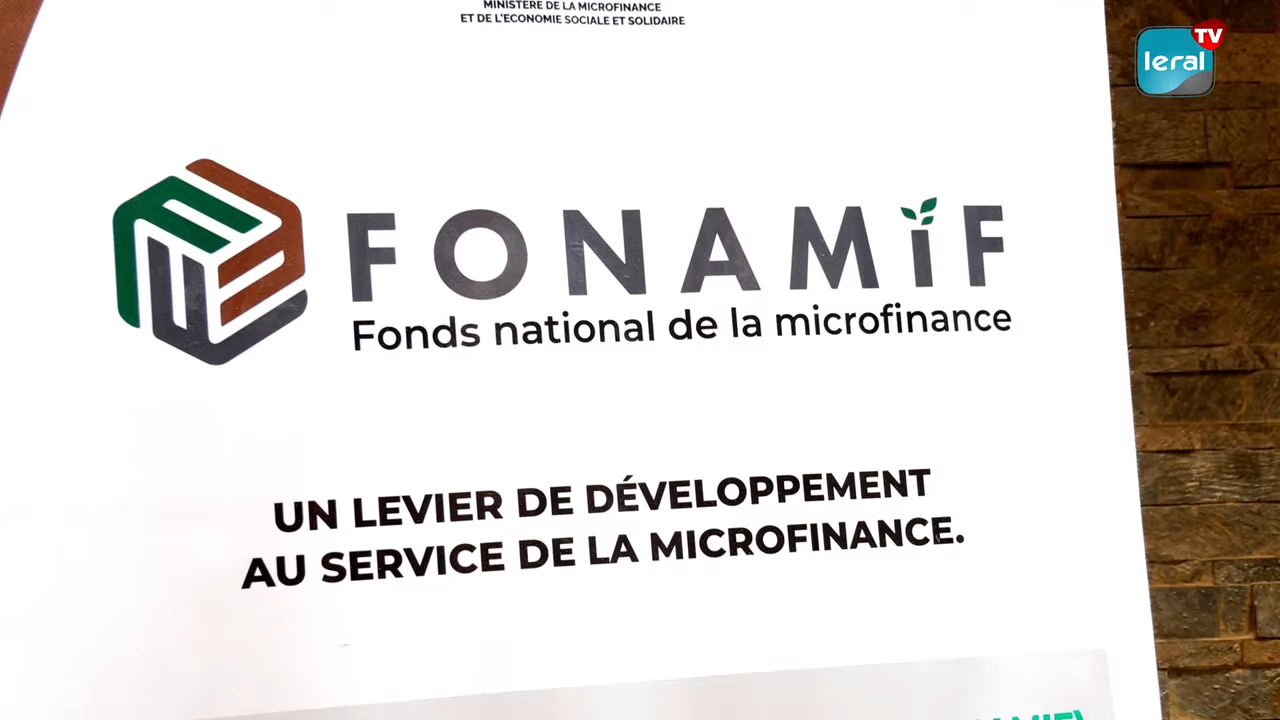 MINISTÈRE DE LA MICROFINANCE
ET DE L'ECONOMIE SOCIALE ET SOLIDAIRE
leral TV
FONAMiF
Fonds national de la microfinance
UN LEVIER DE DÉVELOPPEMENT
AU SERVICE DE LA MICROFINANCE.